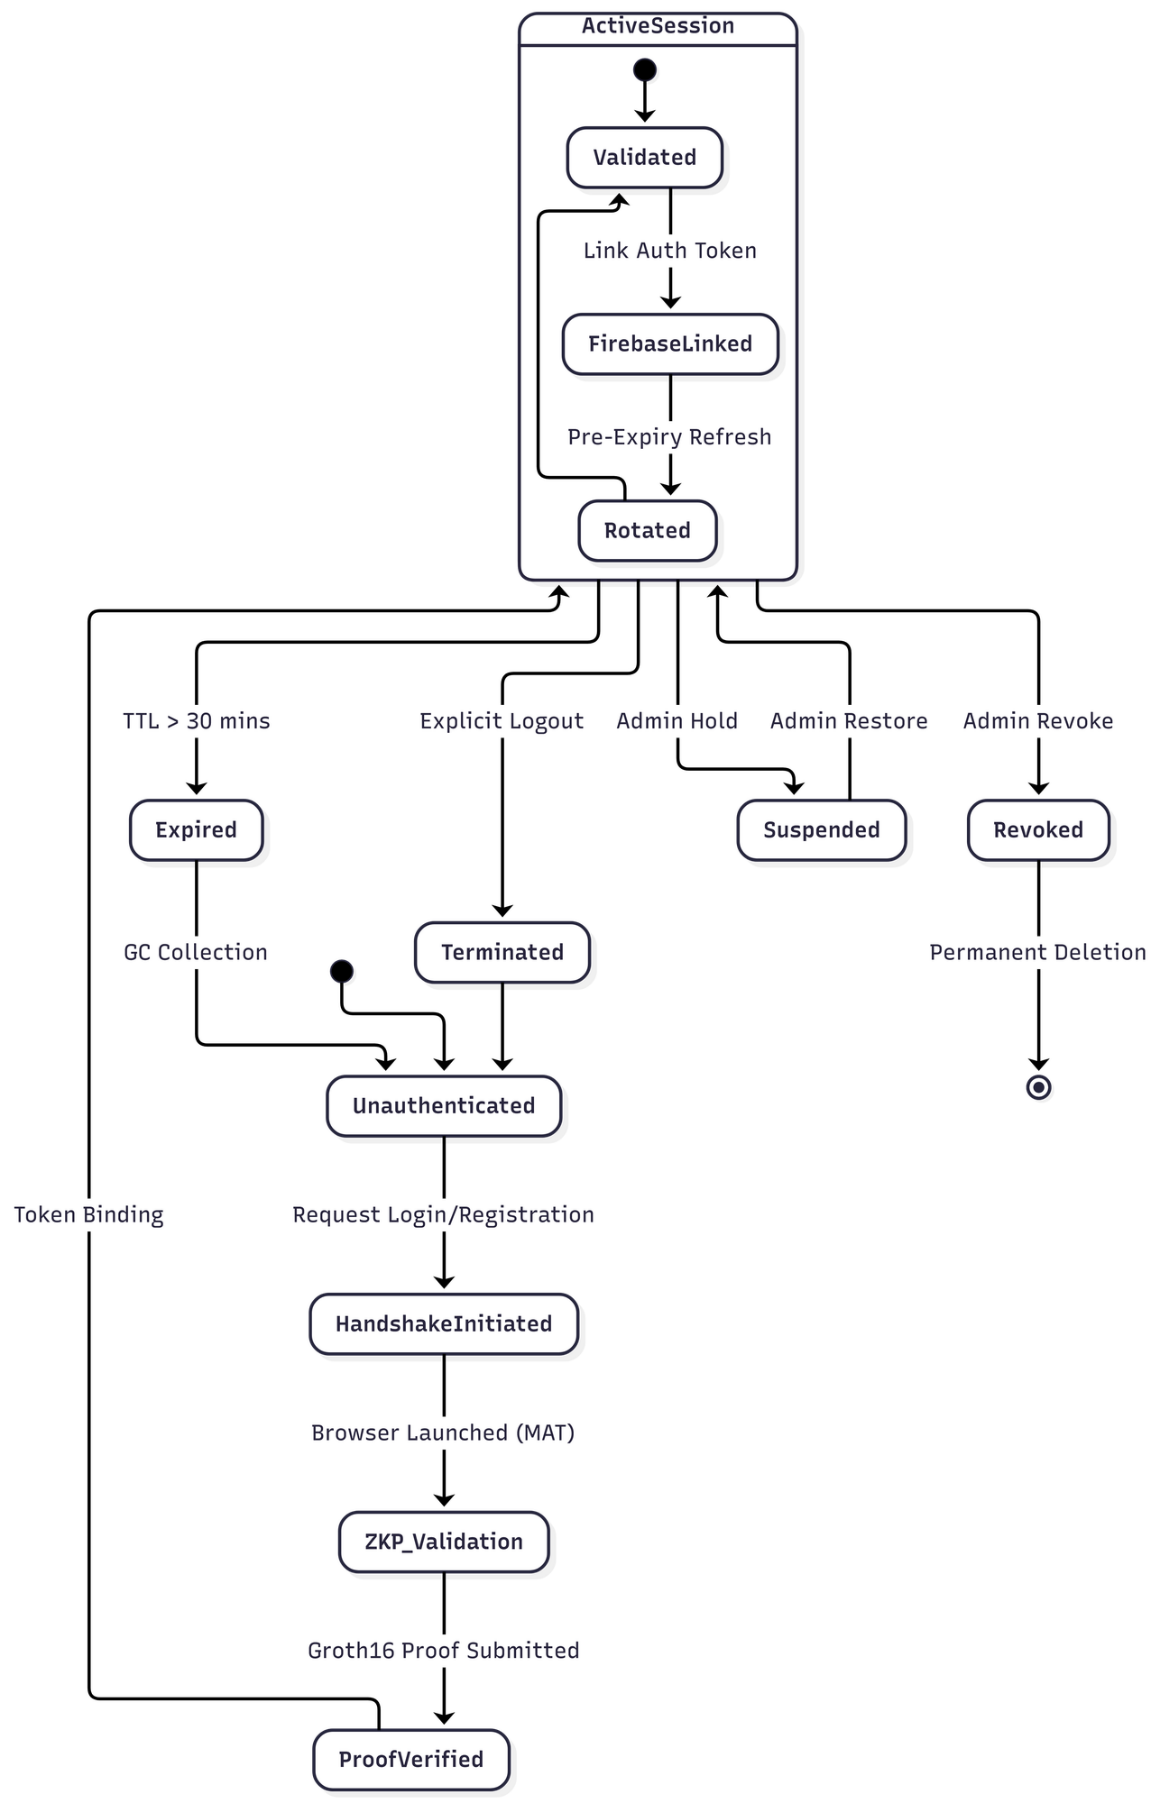 ActiveSession
Validated
Link Auth Token
FirebaseLinked
Pre-Expiry Refresh
Rotated
TTL > 30 mins
Explicit Logout
Admin Hold
Admin Restore
Admin Revoke
Expired
Suspended
Revoked
GC Collection
Terminated
Permanent Deletion
Unauthenticated
Token Binding
Request Login/Registration
HandshakeInitiated
Browser Launched (MAT)
ZKP_Validation
Groth16 Proof Submitted
ProofVerified